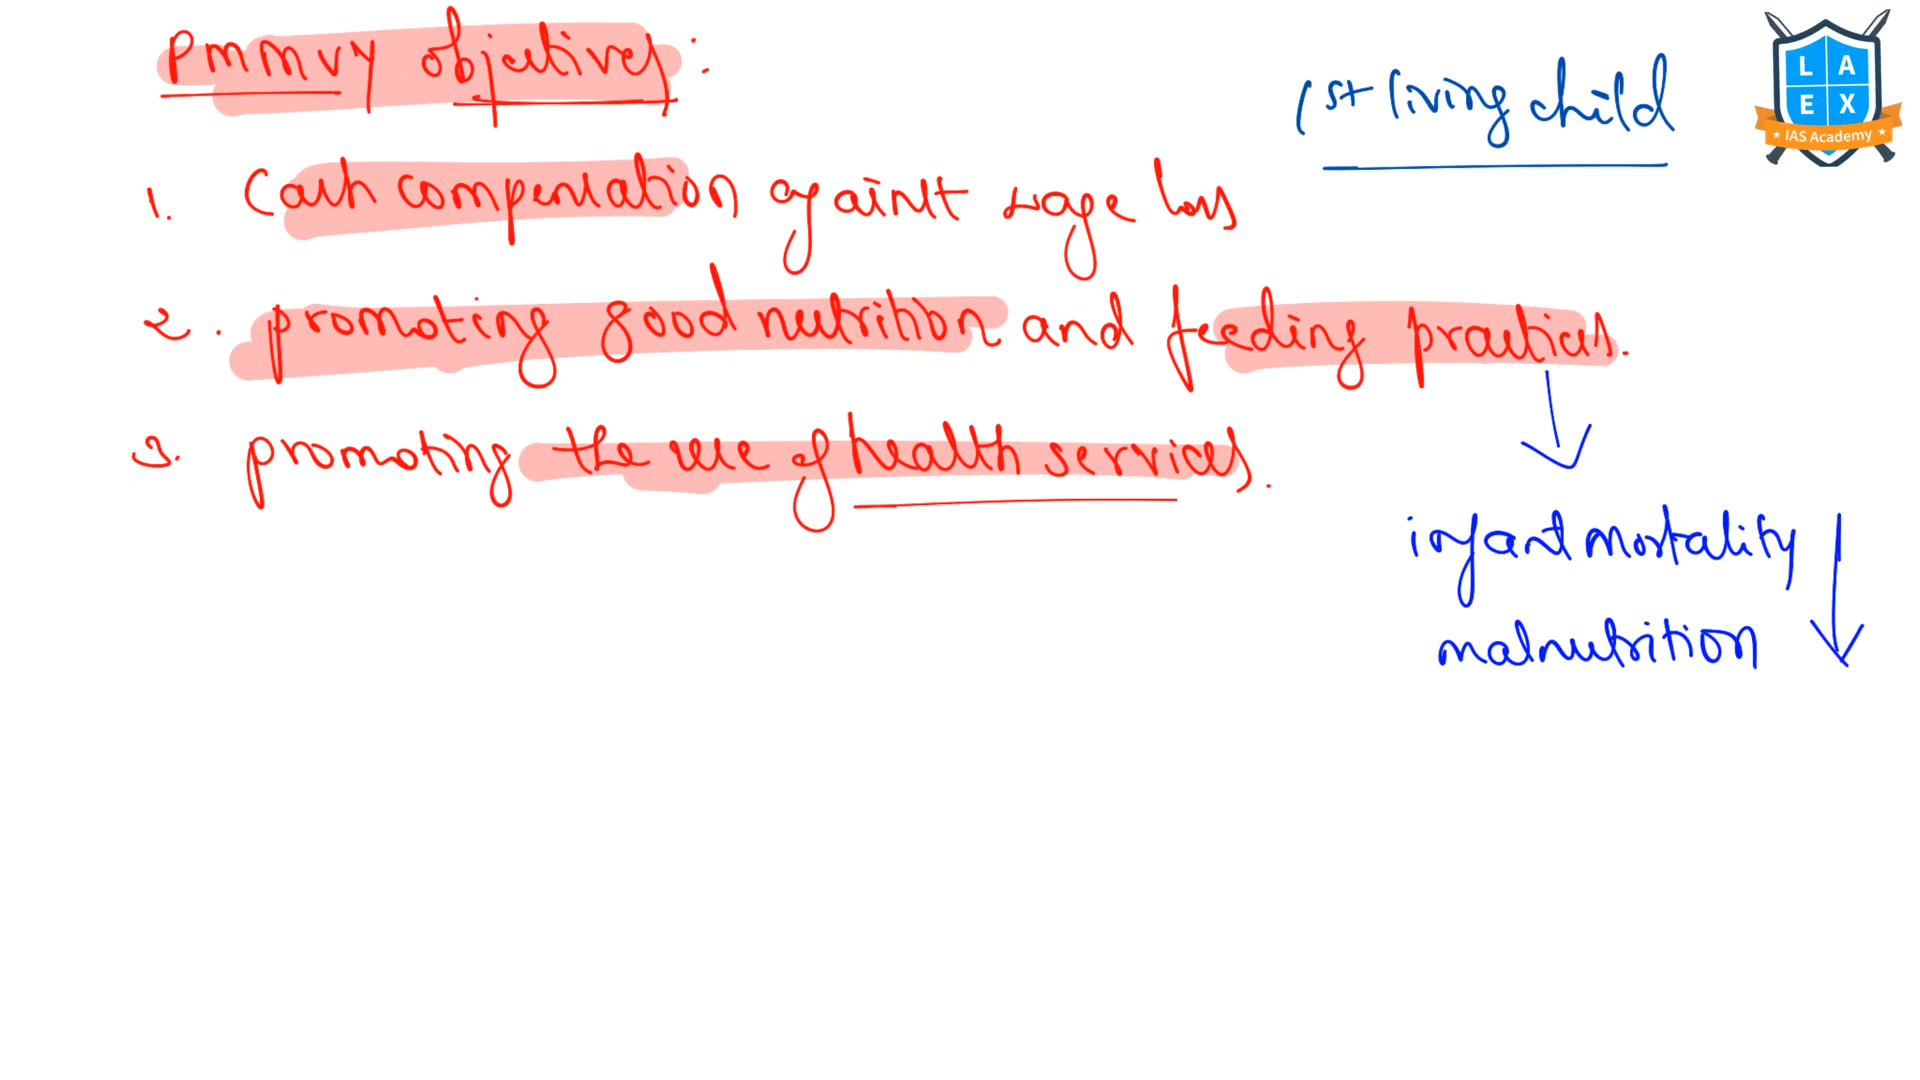 PMMVY objectives:
1st living child
LAEX
IAS Academy
1. Cash compensation against wage loss
2. promoting good nutrition and feeding practices.
3. promoting the use of health services.
infant mortality ↓
malnutrition